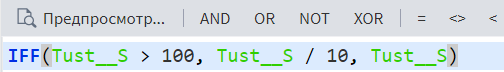 Предпросмотр... AND OR NOT XOR = <> <
IFF(Tust__S > 100, Tust__S / 10, Tust__S)